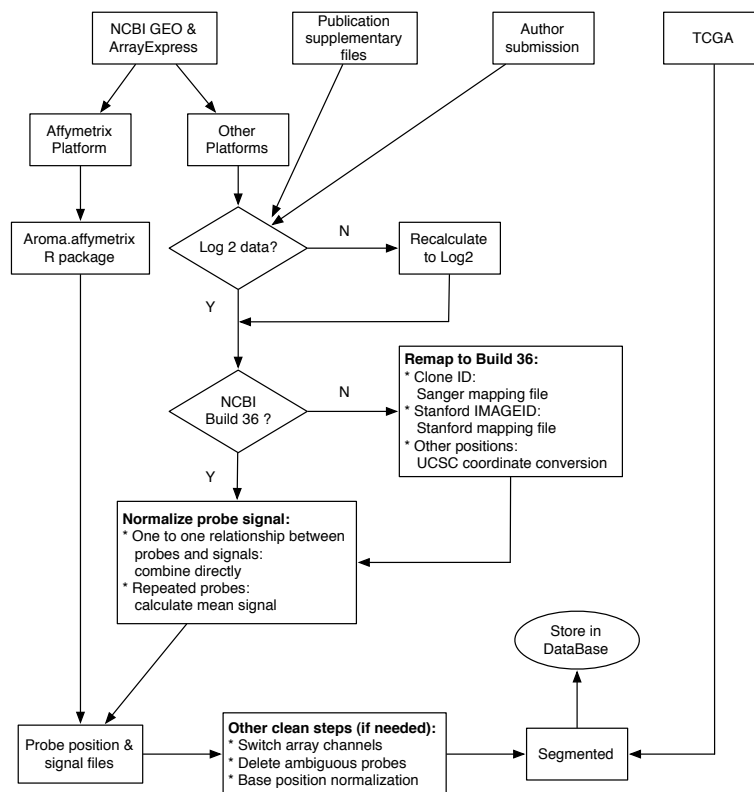 NCBI GEO &
ArrayExpress
Publication
supplementary
files
Author
submission
TCGA
Affymetrix
Platform
Other
Platforms
Aroma.affymetrix
R package
Log 2 data?
N
Recalculate
to Log2
Y
NCBI
Build 36 ?
N
Remap to Build 36:
* Clone ID:
Sanger mapping file
* Stanford IMAGEID:
Stanford mapping file
* Other positions:
UCSC coordinate conversion
Y
Normalize probe signal:
* One to one relationship between
probes and signals:
combine directly
* Repeated probes:
calculate mean signal
Store in
DataBase
Probe position &
signal files
Other clean steps (if needed):
* Switch array channels
* Delete ambiguous probes
* Base position normalization
Segmented